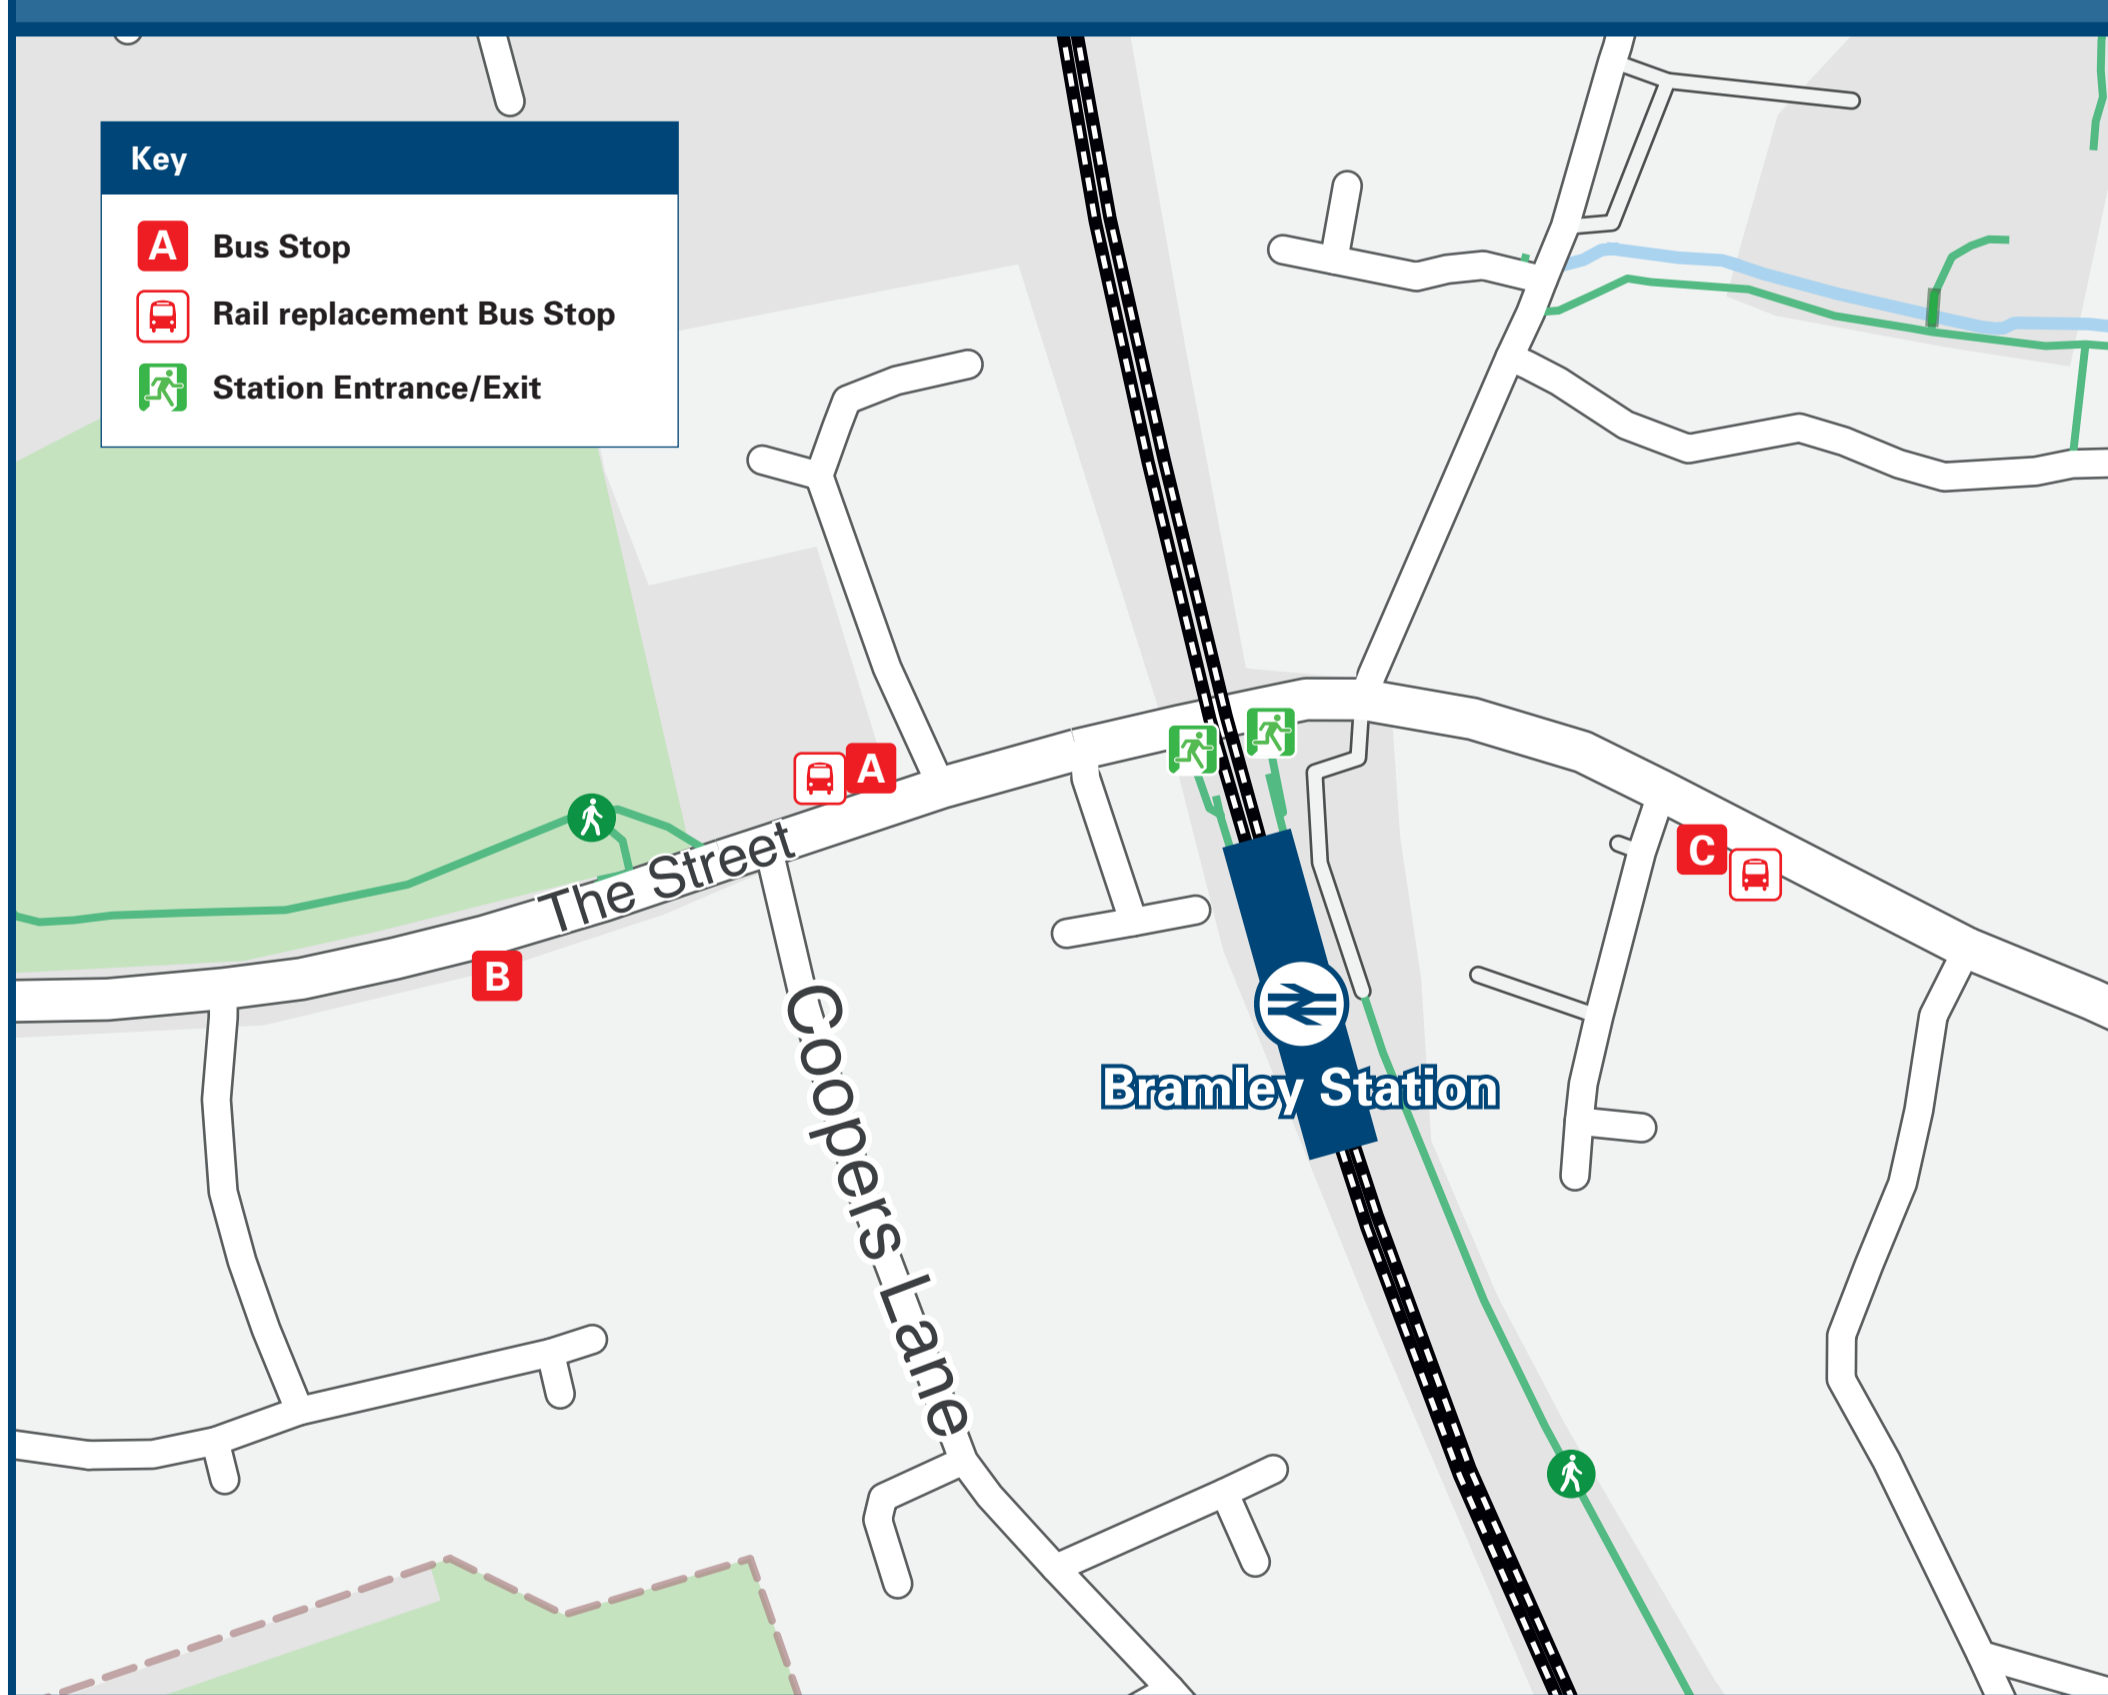 Key
A Bus Stop
Rail replacement Bus Stop
Station Entrance/Exit
A
The Street
C
B
Coopers Lane
Bramley Station